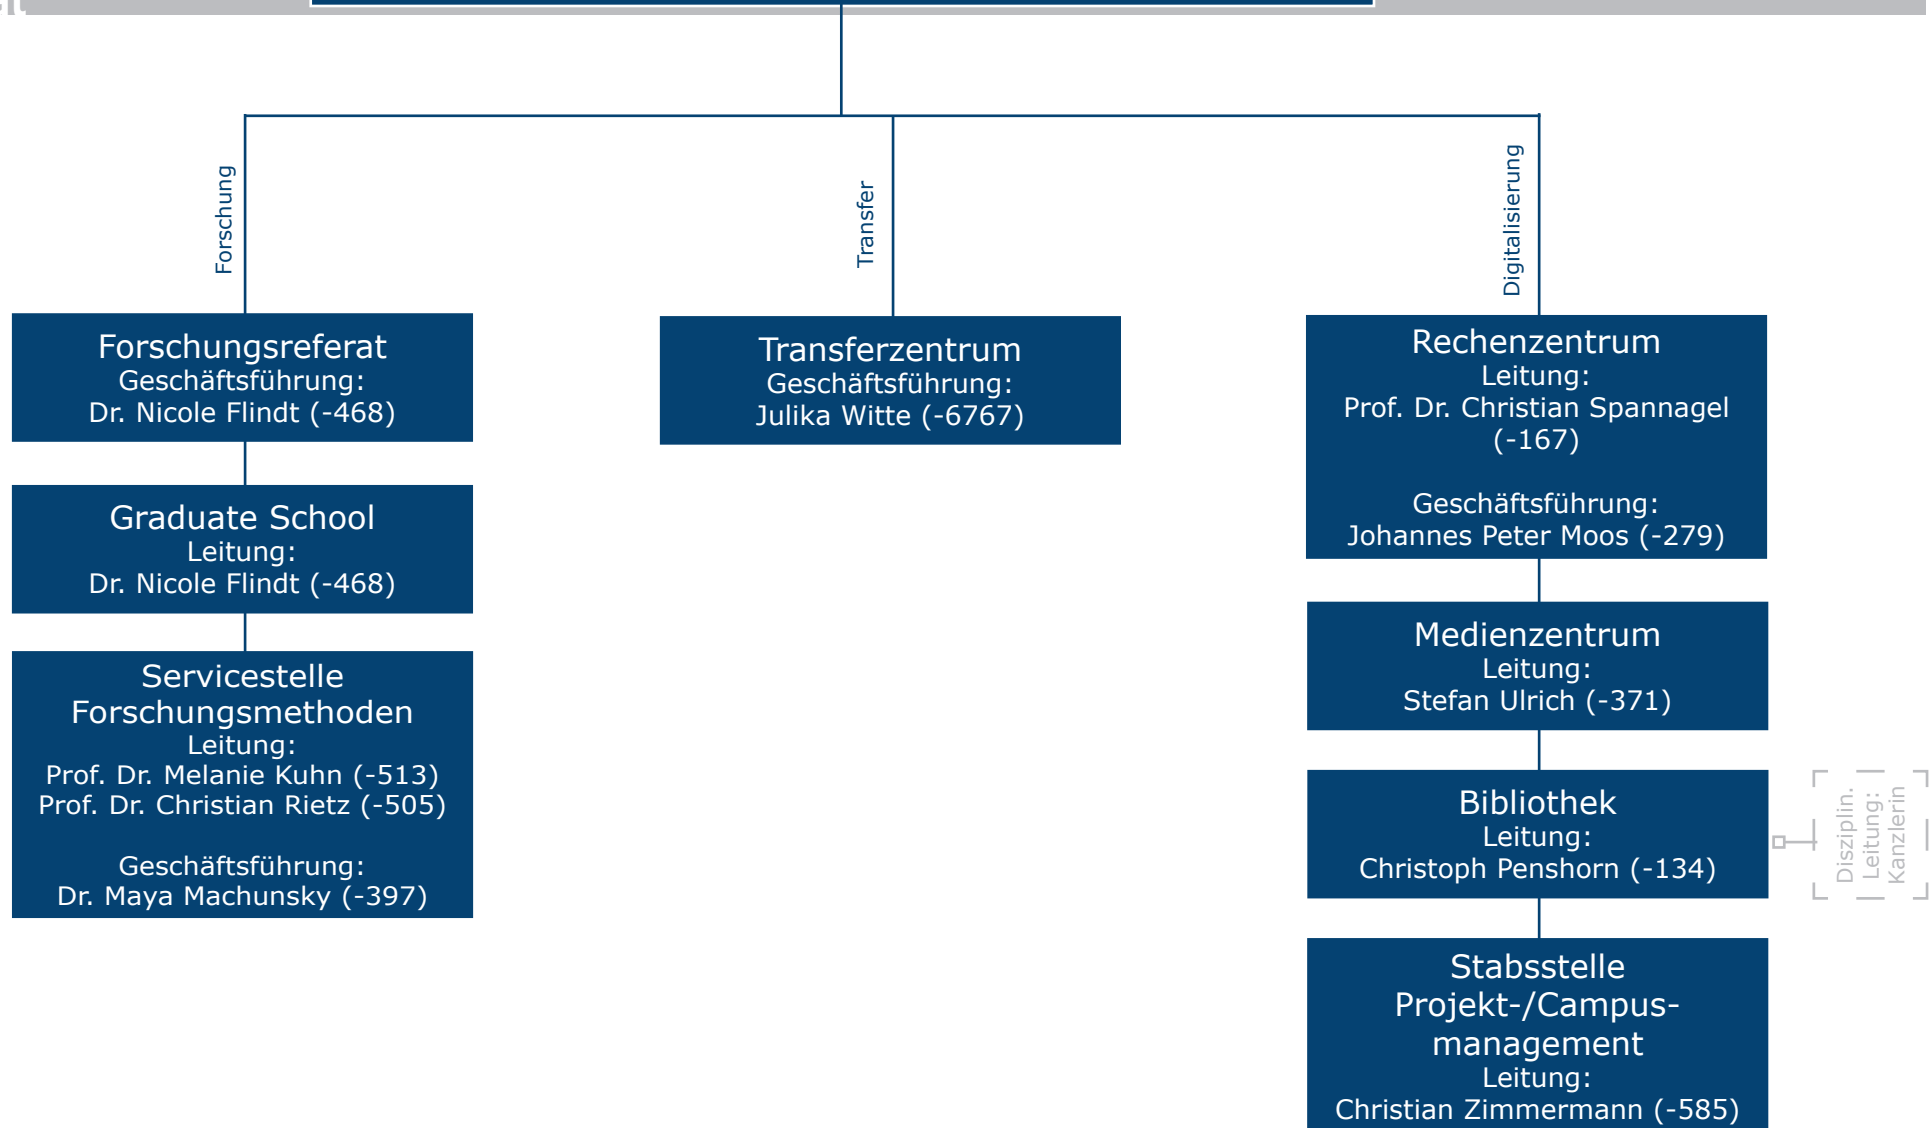 Forschung
Transfer
Digitalisierung
Forschungsreferat
Geschäftsführung:
Dr. Nicole Flindt (-468)
Graduate School
Leitung:
Dr. Nicole Flindt (-468)
Servicestelle
Forschungsmethoden
Leitung:
Prof. Dr. Melanie Kuhn (-513)
Prof. Dr. Christian Rietz (-505)
Geschäftsführung:
Dr. Maya Machunsky (-397)
Transferzentrum
Geschäftsführung:
Julika Witte (-6767)
Rechenzentrum
Leitung:
Prof. Dr. Christian Spannagel
(-167)
Geschäftsführung:
Johannes Peter Moos (-279)
Medienzentrum
Leitung:
Stefan Ulrich (-371)
Bibliothek
Leitung:
Christoph Penshorn (-134)
Disziplin.
Leitung:
Kanzlerin
Stabsstelle
Projekt-/Campus-
management
Leitung:
Christian Zimmermann (-585)